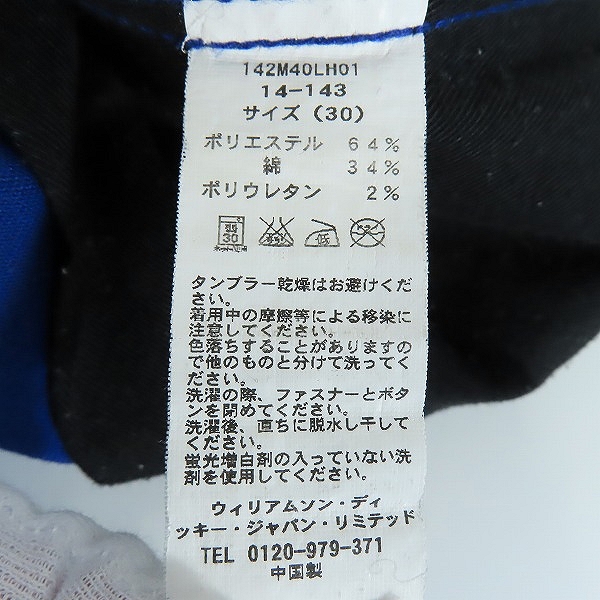 142M40LH01
14-143
サイズ（30）
ポリエステル 64%
綿 34%
ポリウレタン 2%
弱 30 低
タンブラー乾燥はお避けくだ
さい。
着用中の摩擦等による移染に
注意してください。
色落ちすることがありますの
で他のものと分けて洗ってく
ださい。
洗濯の際、ファスナーとボタ
ンを閉めてください。
洗濯後、直ちに脱水し干して
ください。
蛍光増白剤の入っていない洗
剤を使用してください。
ウィリアムソン・ディ
ッキー・ジャパン・リミテッド
TEL 0120-979-371
中国製